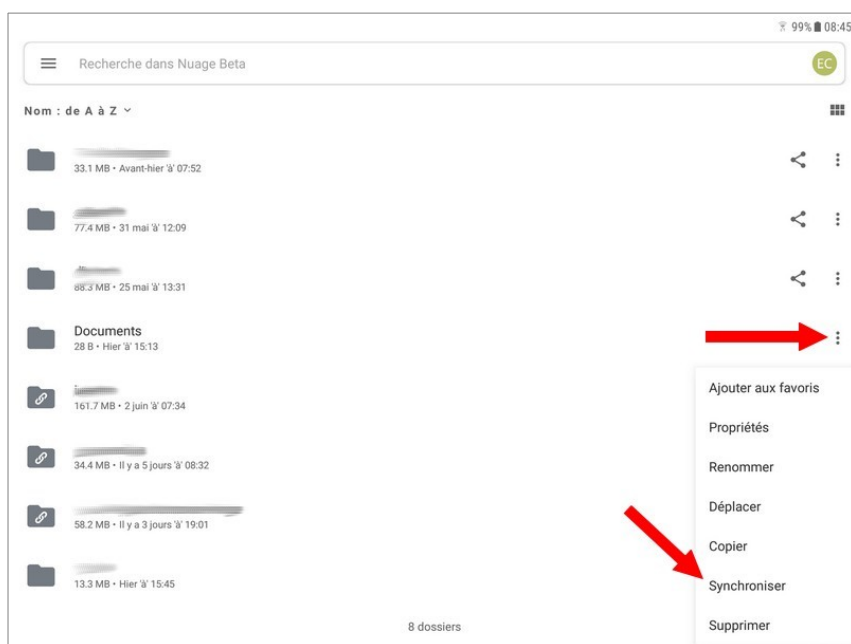 99% 08:45
Recherche dans Nuage Beta
EC
Nom : de A à Z
33.1 MB • Avant-hier 'à' 07:52
77.4 MB • 31 mai 'à' 12:09
88.3 MB • 25 mai 'à' 13:31
Documents
28 B • Hier 'à' 15:13
Ajouter aux favoris
161.7 MB • 2 juin 'à' 07:34
Propriétés
34.4 MB • Il y a 5 jours 'à' 08:32
Renommer
Déplacer
58.2 MB • Il y a 3 jours 'à' 19:01
Copier
13.3 MB • Hier 'à' 15:45
Synchroniser
8 dossiers
Supprimer